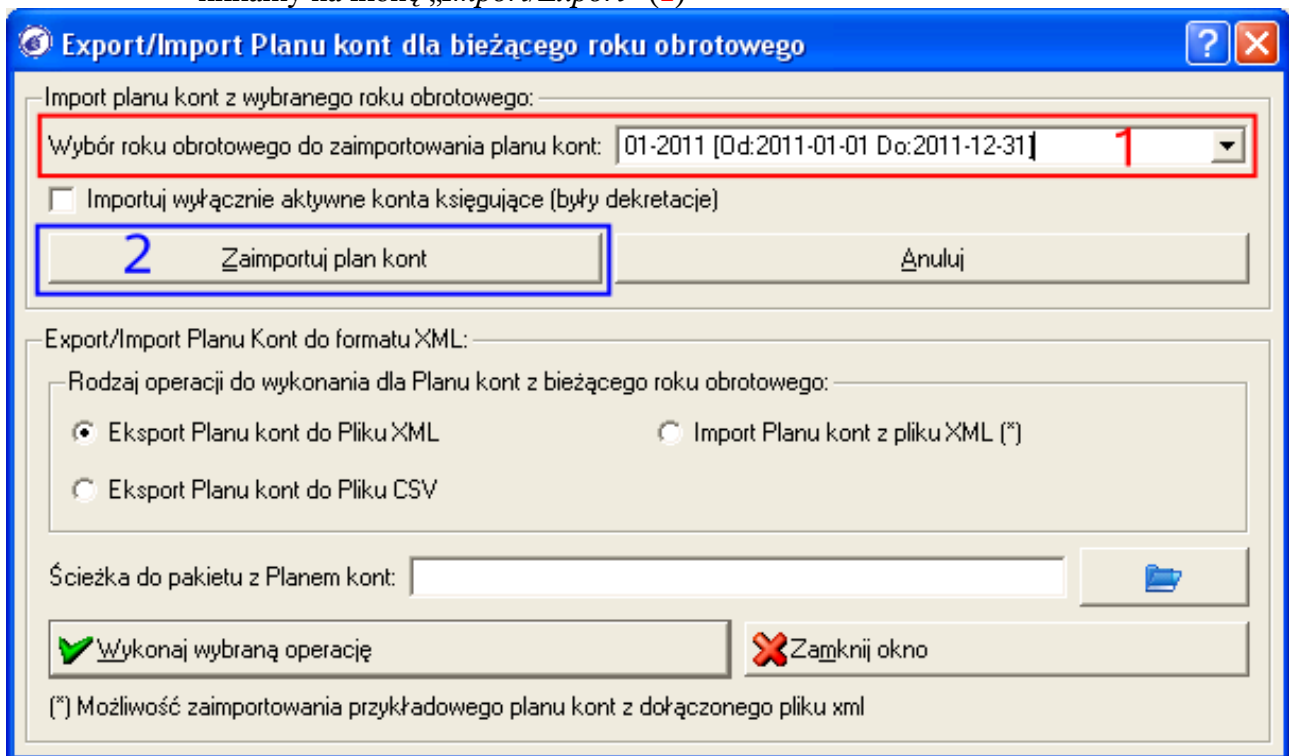 Export/Import Planu kont dla bieżącego roku obrotowego
Import planu kont z wybranego roku obrotowego:
Wybór roku obrotowego do zaimportowania planu kont: 01-2011 [Od:2011-01-01 Do:2011-12-31] 1
Importuj wyłącznie aktywne konta księgujące (były dekretacje)
2 Zaimportuj plan kont Anuluj
Export/Import Planu Kont do formatu XML:
Rodzaj operacji do wykonania dla Planu kont z bieżącego roku obrotowego:
Eksport Planu kont do Pliku XML Import Planu kont z pliku XML (*)
Eksport Planu kont do Pliku CSV
Ścieżka do pakietu z Planem kont:
Wykonaj wybraną operację Zamknij okno
(*) Możliwość zaimportowania przykładowego planu kont z dołączonego pliku xml